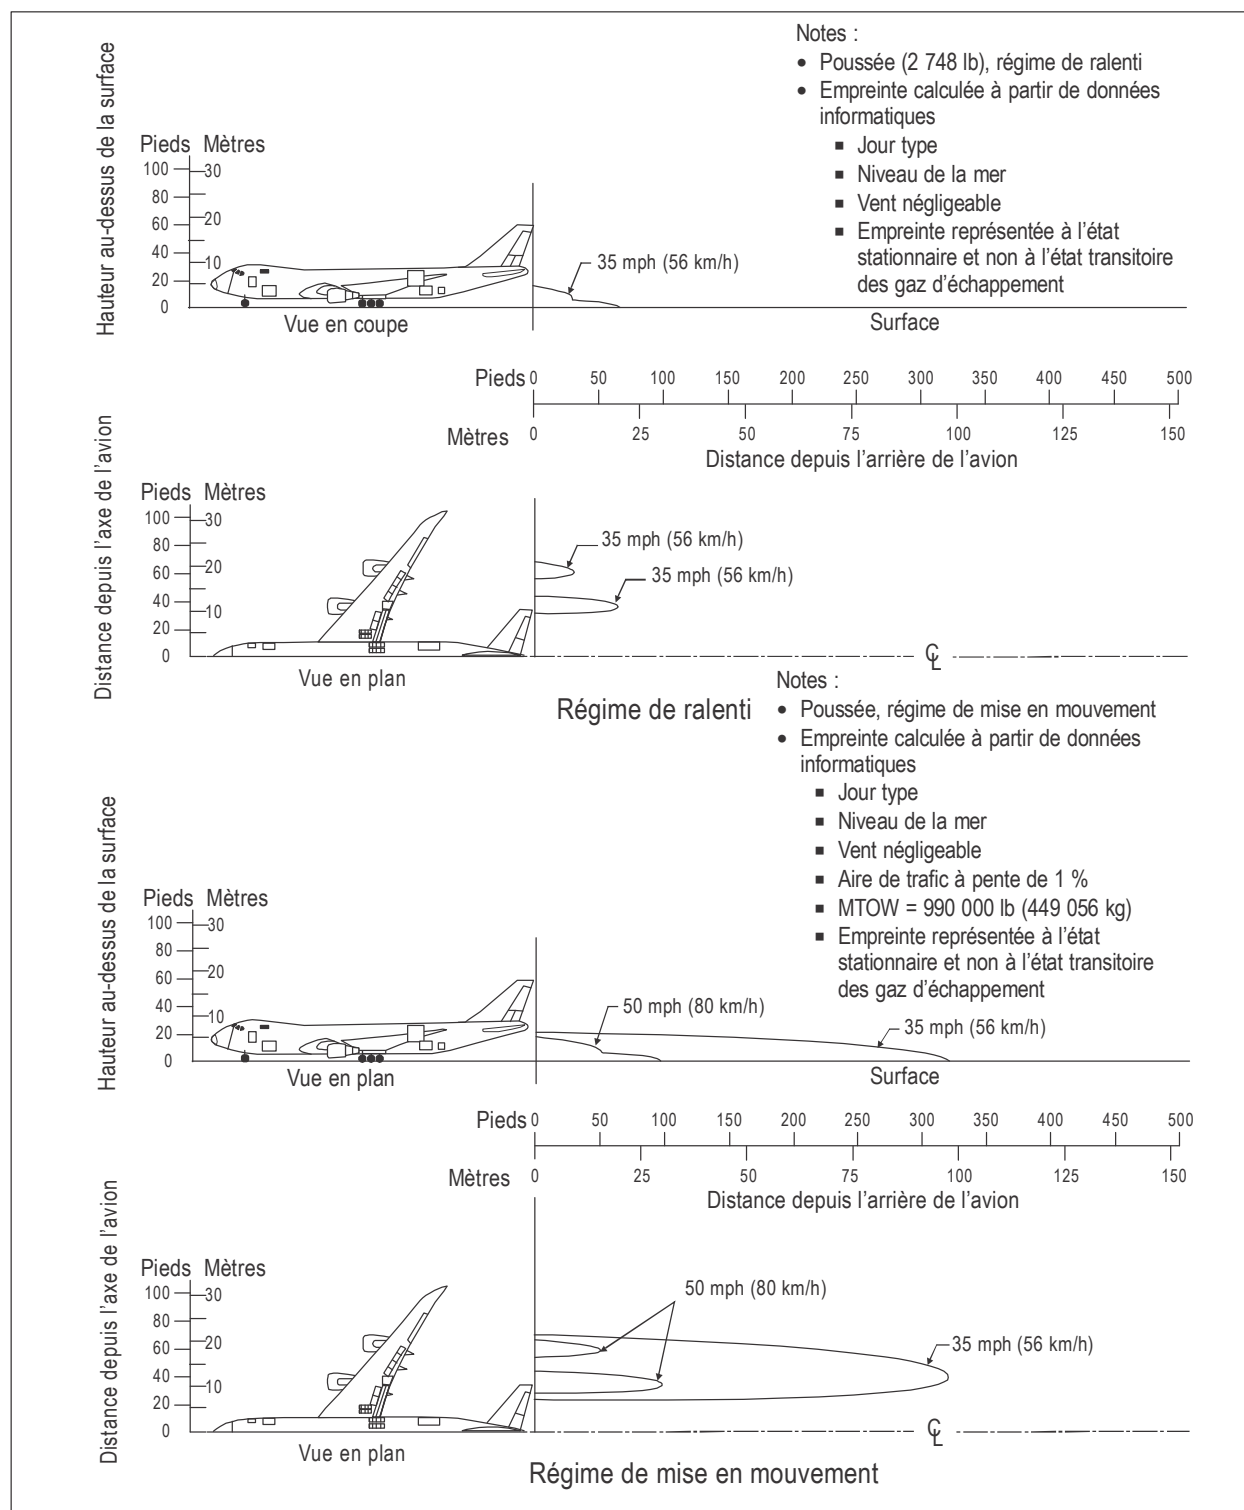 Notes :
• Poussée (2 748 lb), régime de ralenti
• Empreinte calculée à partir de données
informatiques
■ Jour type
■ Niveau de la mer
■ Vent négligeable
■ Empreinte représentée à l'état
stationnaire et non à l'état transitoire
des gaz d'échappement
Hauteur au-dessus de la surface
Pieds Mètres
100 30
80
60 20
40 10
20
0
35 mph (56 km/h)
Vue en coupe
Surface
Pieds 0 50 100 150 200 250 300 350 400 450 500
Mètres 0 25 50 75 100 125 150
Distance depuis l'arrière de l'avion
Distance depuis l'axe de l'avion
Pieds Mètres
100 30
80
60 20
40 10
20
0
35 mph (56 km/h)
35 mph (56 km/h)
CL
Vue en plan
Régime de ralenti
Notes :
• Poussée, régime de mise en mouvement
• Empreinte calculée à partir de données
informatiques
■ Jour type
■ Niveau de la mer
■ Vent négligeable
■ Aire de trafic à pente de 1 %
■ MTOW = 990 000 lb (449 056 kg)
■ Empreinte représentée à l'état
stationnaire et non à l'état transitoire
des gaz d'échappement
Hauteur au-dessus de la surface
Pieds Mètres
100 30
80
60 20
40 10
20
0
50 mph (80 km/h)
35 mph (56 km/h)
Vue en plan
Surface
Pieds 0 50 100 150 200 250 300 350 400 450 500
Mètres 0 25 50 75 100 125 150
Distance depuis l'arrière de l'avion
Distance depuis l'axe de l'avion
Pieds Mètres
100 30
80
60 20
40 10
20
0
50 mph (80 km/h)
35 mph (56 km/h)
CL
Vue en plan
Régime de mise en mouvement